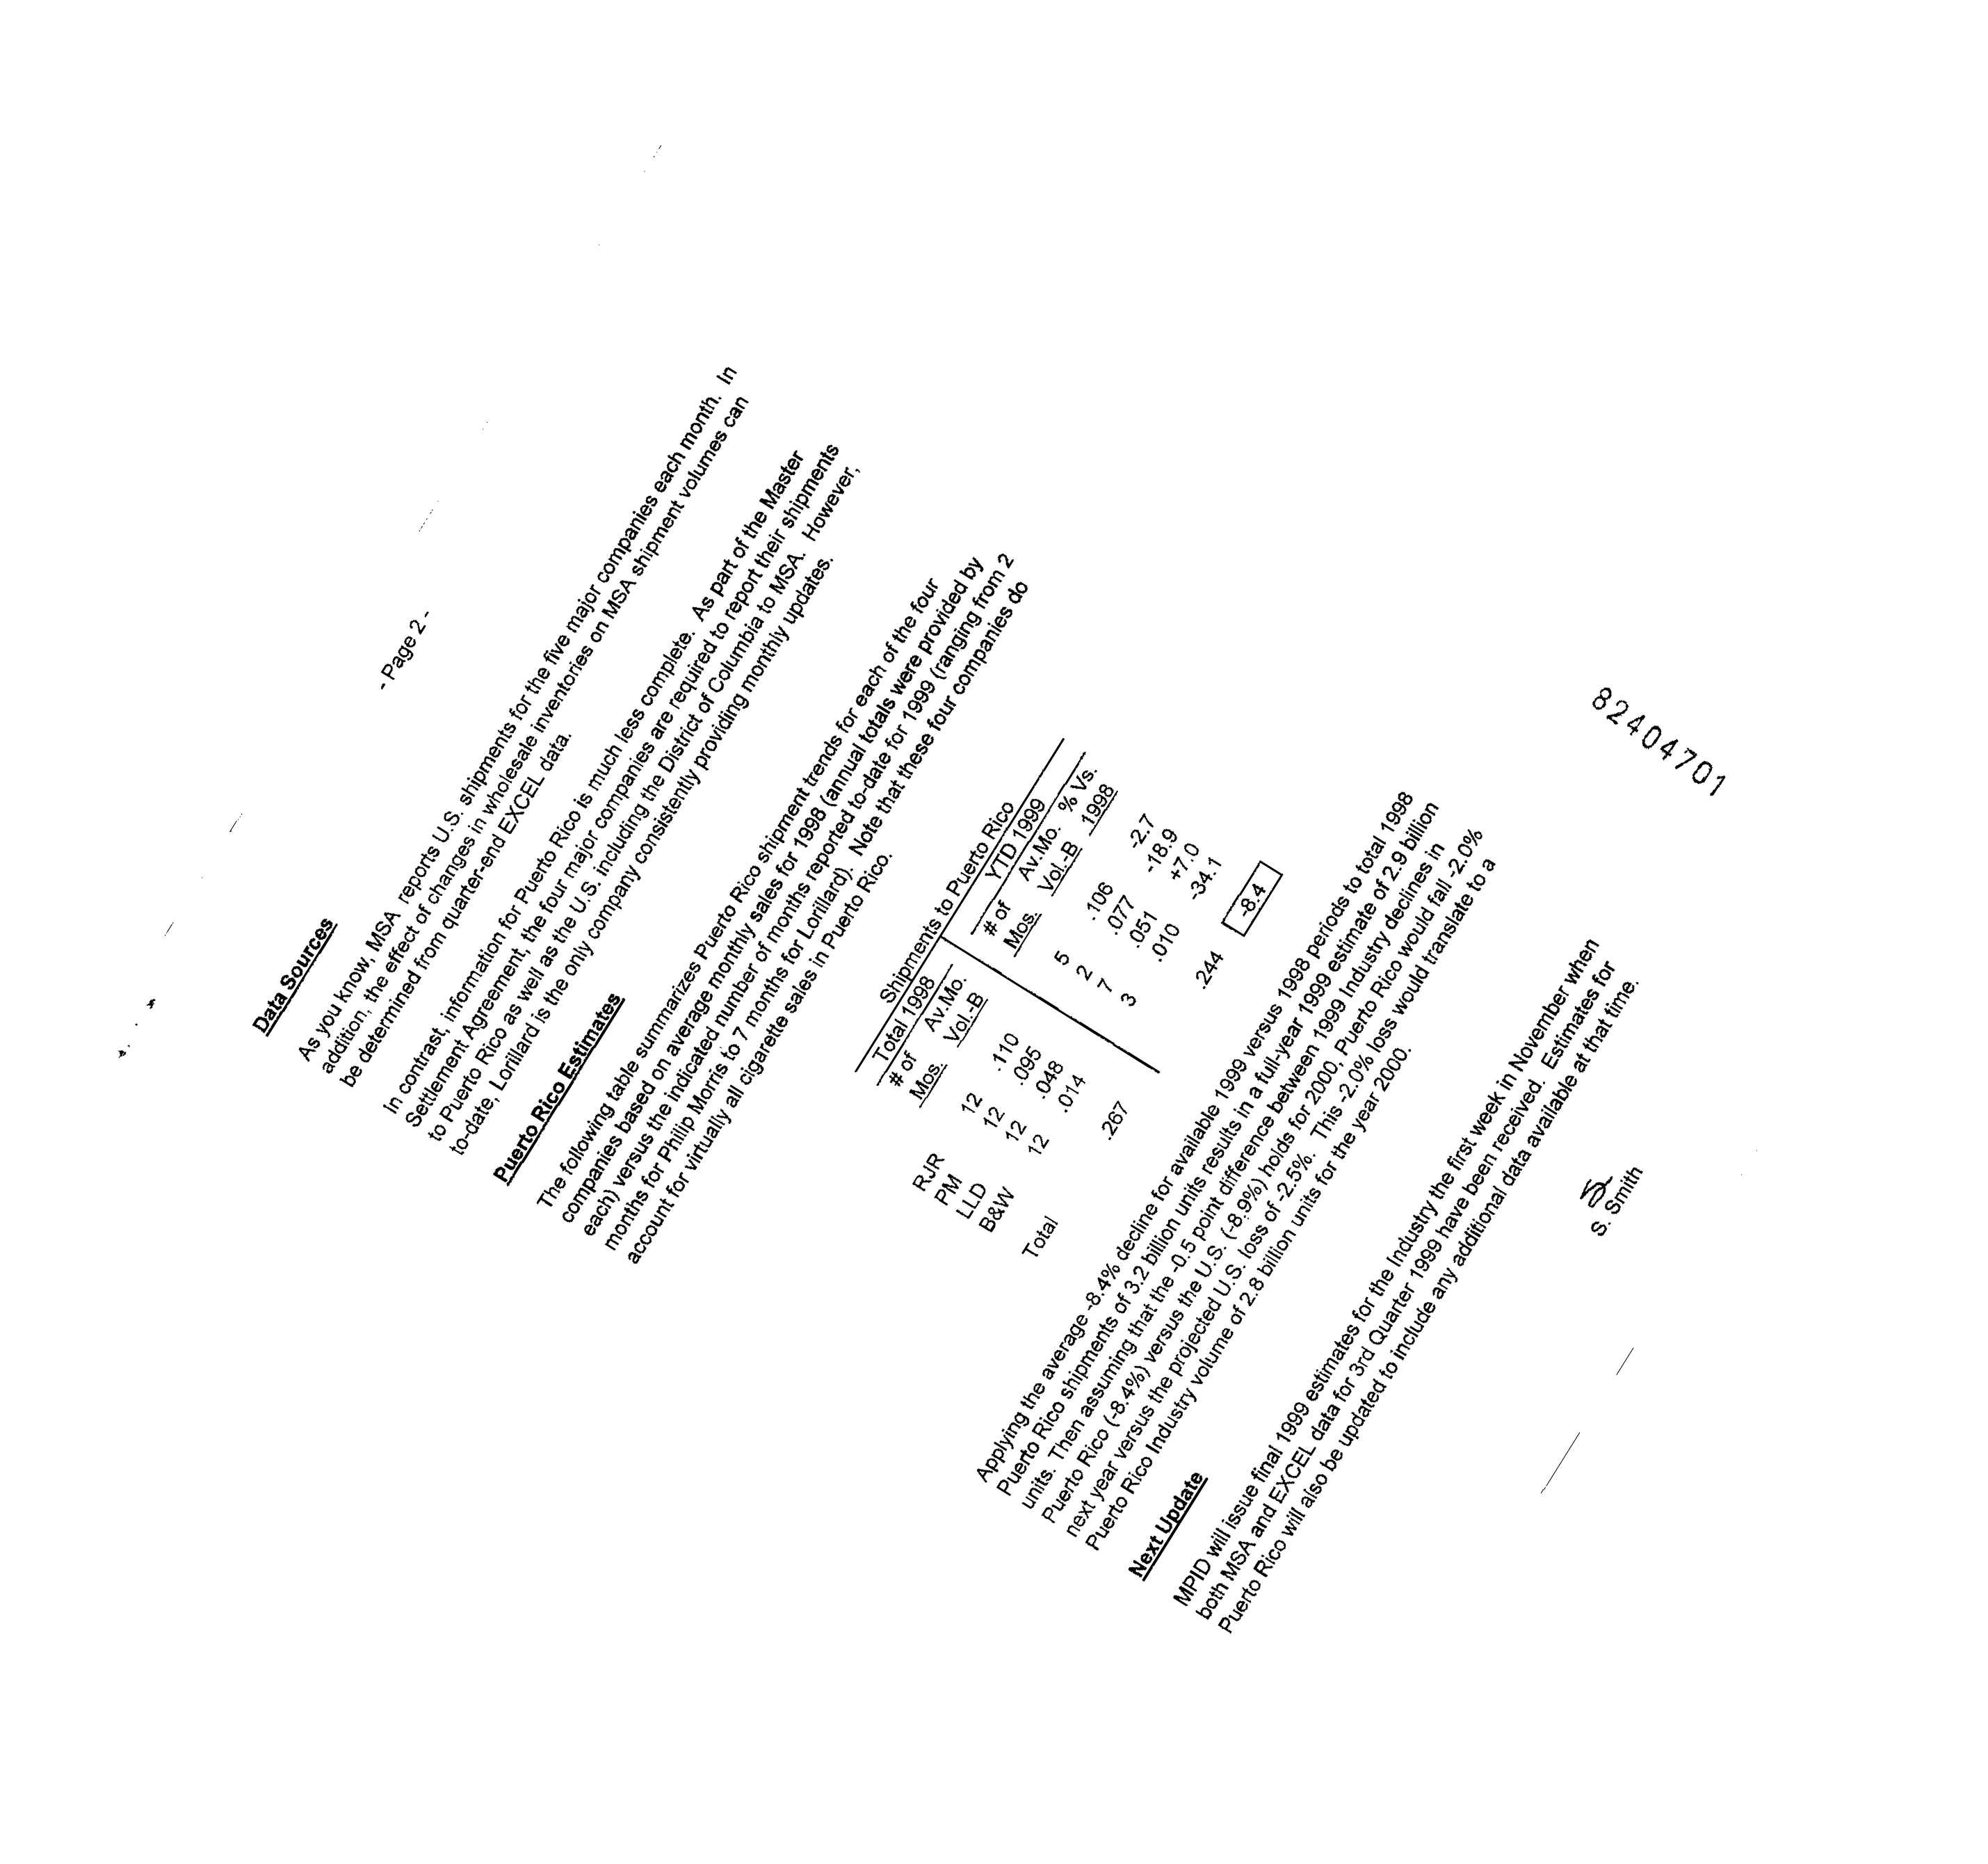 - Page 2 -
Data Sources
As you know, MSA reports U.S. shipments for the five major companies each month. In
addition, the effect of changes in wholesale inventories on MSA shipment volumes can
be determined from quarter-end EXCEL data.
In contrast, information for Puerto Rico is much less complete. As part of the Master
Settlement Agreement, the four major companies are required to report their shipments
to Puerto Rico as well as the U.S. including the District of Columbia to MSA. However,
to-date, Lorillard is the only company consistently providing monthly updates.
Puerto Rico Estimates
The following table summarizes Puerto Rico shipment trends for each of the four
companies based on average monthly sales for 1998 (annual totals were provided by
each) versus the indicated number of months reported to-date for 1999 (ranging from 2
months for Philip Morris to 7 months for Lorillard). Note that these four companies do
account for virtually all cigarette sales in Puerto Rico.
Shipments to Puerto Rico
Total 1998 YTD 1999
# of Av.Mo. # of Av.Mo. % Vs.
Mos. Vol.-B Mos. Vol.-B 1998
RJR 12 .110 5 .106 -2.7
PM 12 .095 2 .077 -18.9
LLD 12 .048 7 .051 +7.0
B&W 12 .014 3 .010 -34.1
Total .267 .244 -8.4
Applying the average -8.4% decline for available 1999 versus 1998 periods to total 1998
Puerto Rico shipments of 3.2 billion units results in a full-year 1999 estimate of 2.9 billion
units. Then assuming that the -0.5 point difference between 1999 Industry declines in
Puerto Rico (-8.4%) versus the U.S. (-8.9%) holds for 2000, Puerto Rico would fall -2.0%
next year versus the projected U.S. loss of -2.5%. This -2.0% loss would translate to a
Puerto Rico Industry volume of 2.8 billion units for the year 2000.
Next Update
MPID will issue final 1999 estimates for the Industry the first week in November when
both MSA and EXCEL data for 3rd Quarter 1999 have been received. Estimates for
Puerto Rico will also be updated to include any additional data available at that time.
S. Smith
82404701